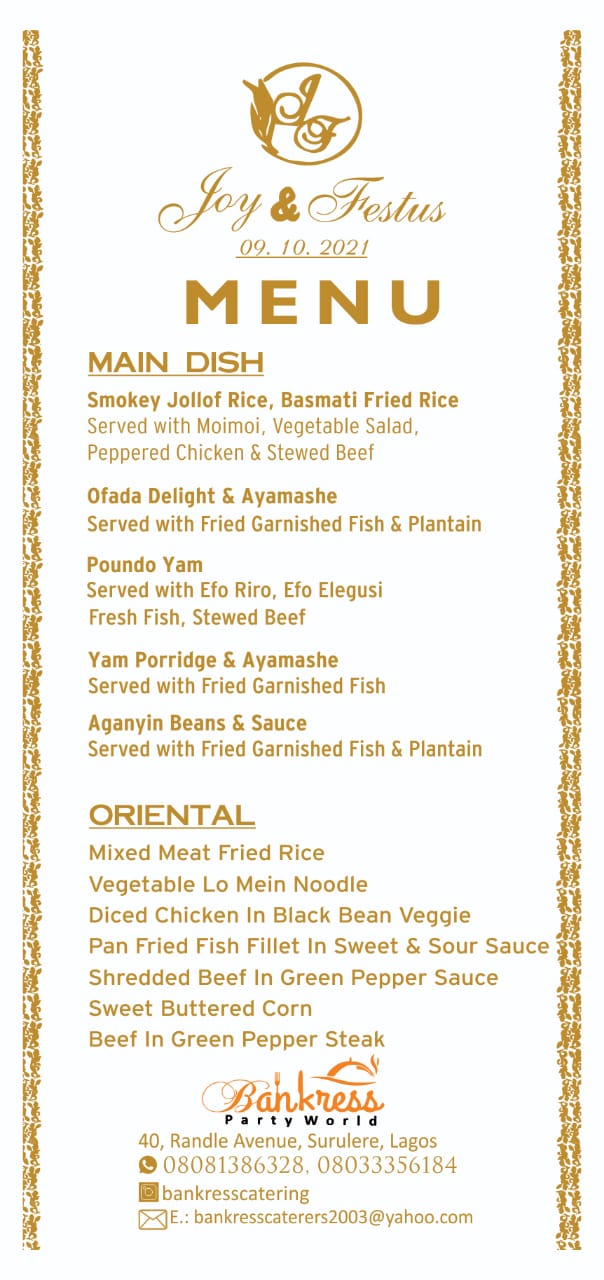 JF
Joy & Festus
09. 10. 2021
MENU
MAIN DISH
Smokey Jollof Rice, Basmati Fried Rice
Served with Moimoi, Vegetable Salad,
Peppered Chicken & Stewed Beef
Ofada Delight & Ayamashe
Served with Fried Garnished Fish & Plantain
Poundo Yam
Served with Efo Riro, Efo Elegusi
Fresh Fish, Stewed Beef
Yam Porridge & Ayamashe
Served with Fried Garnished Fish
Aganyin Beans & Sauce
Served with Fried Garnished Fish & Plantain
ORIENTAL
Mixed Meat Fried Rice
Vegetable Lo Mein Noodle
Diced Chicken In Black Bean Veggie
Pan Fried Fish Fillet In Sweet & Sour Sauce
Shredded Beef In Green Pepper Sauce
Sweet Buttered Corn
Beef In Green Pepper Steak
Bankress
Party World
40, Randle Avenue, Surulere, Lagos
08081386328, 08033356184
bankresscatering
E.: bankresscaterers2003@yahoo.com